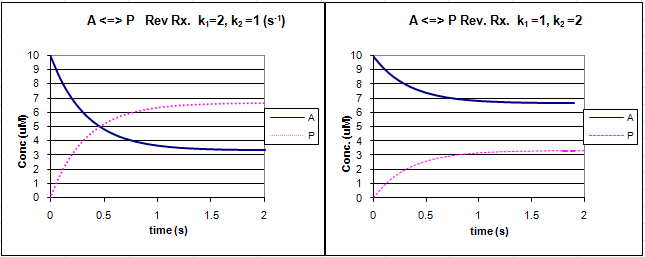 A <=> P Rev Rx. k₁=2, k₂=1 (s⁻¹)
10
9
8
7
6
5
4
3
2
1
0
Conc (uM)
0 0.5 1 1.5 2
time (s)
A
P
A <=> P Rev. Rx. k₁=1, k₂=2
10
9
8
7
6
5
4
3
2
1
0
Conc. (uM)
0 0.5 1 1.5 2
time (s)
A
P